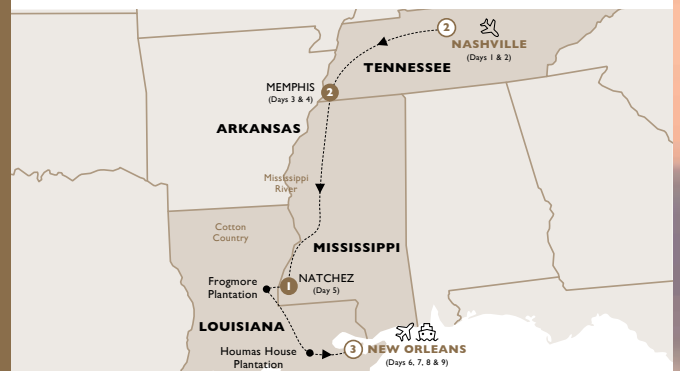 2
NASHVILLE
(Days 1 & 2)
TENNESSEE
MEMPHIS
(Days 3 & 4)
2
ARKANSAS
Mississippi
River
Cotton
Country
MISSISSIPPI
Frogmore
Plantation
1
NATCHEZ
(Day 5)
LOUISIANA
Houmas House
Plantation
3
NEW ORLEANS
(Days 6, 7, 8 & 9)